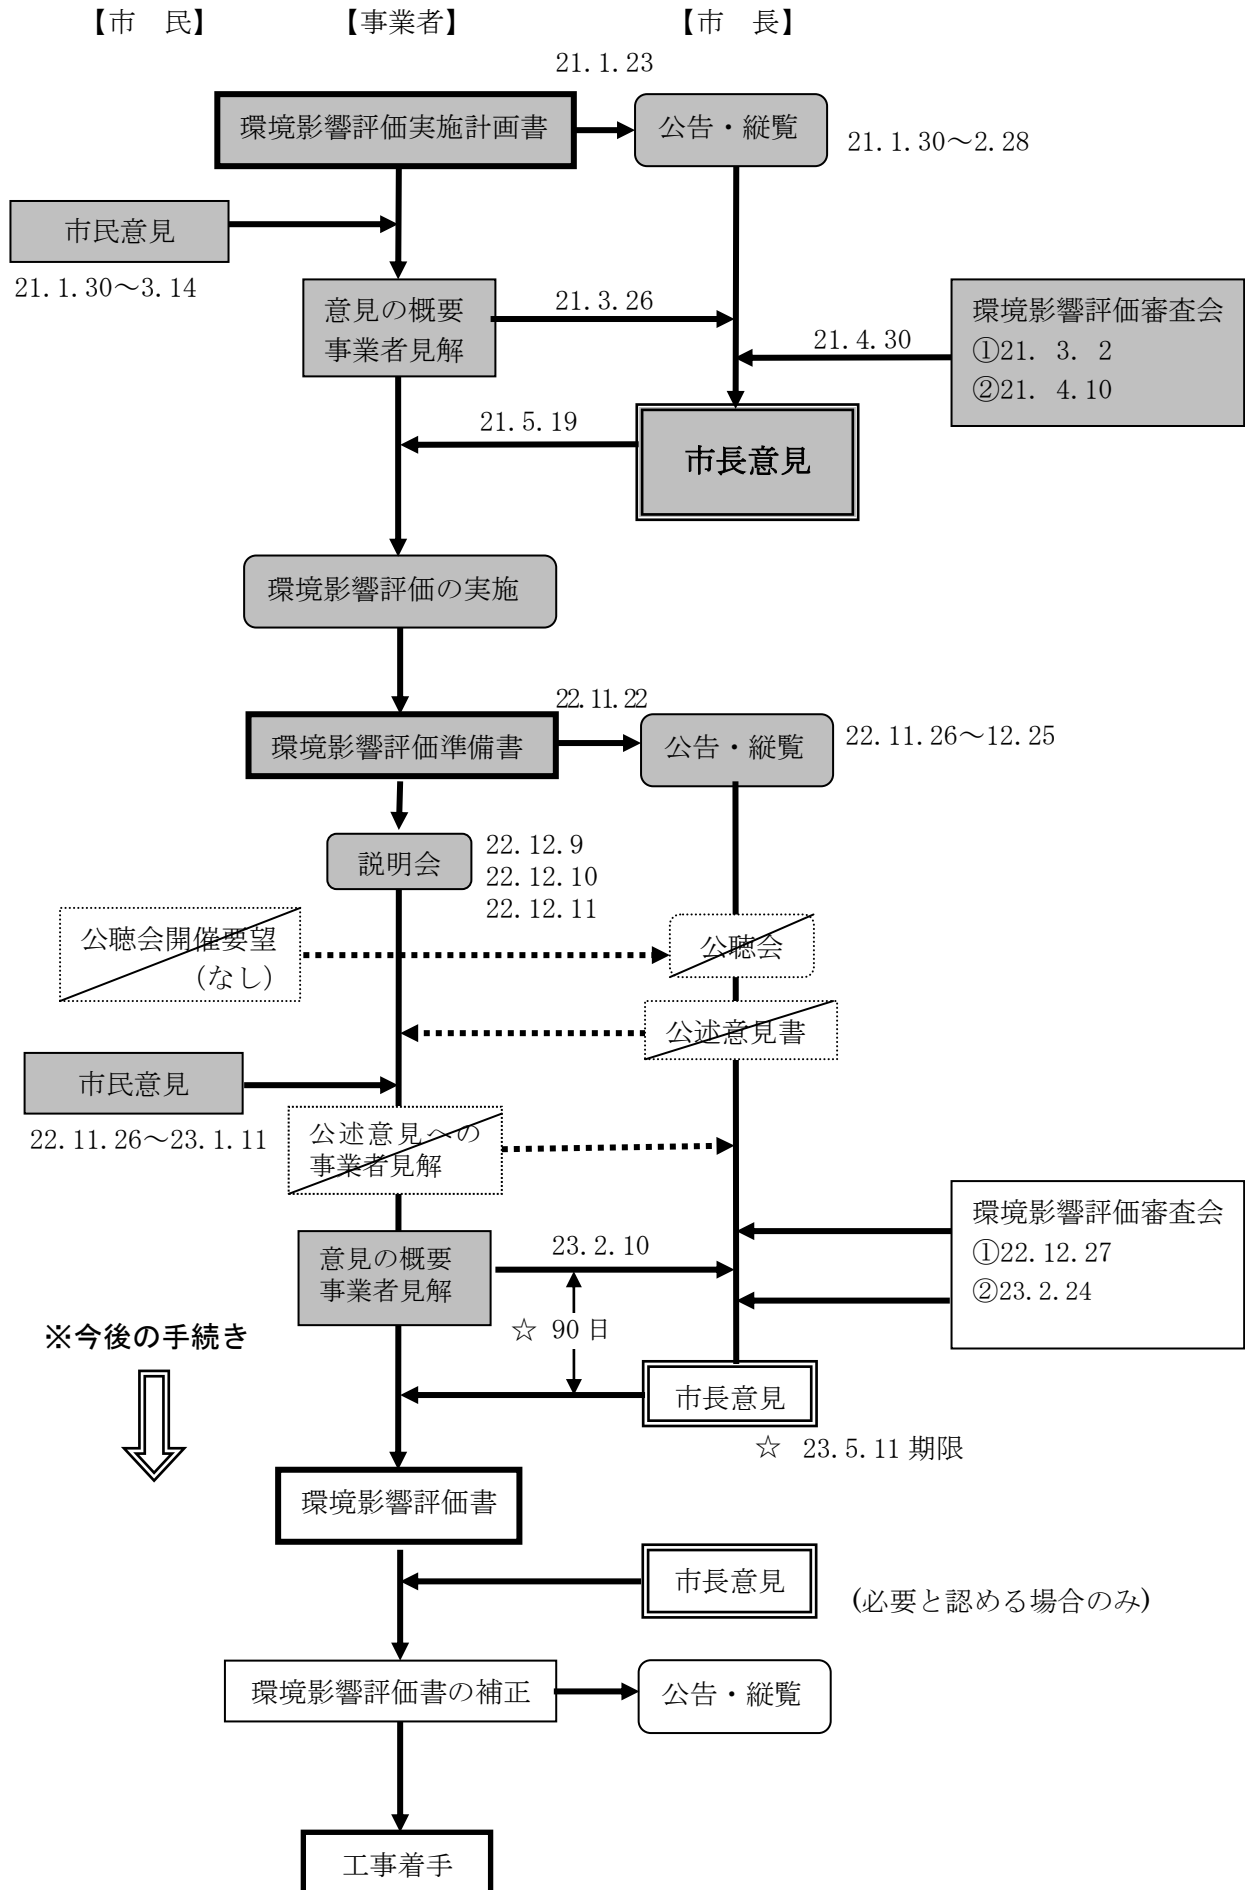 【市　民】
【事業者】
【市　長】
21.1.23
環境影響評価実施計画書
公告・縦覧
21.1.30～2.28
市民意見
21.1.30～3.14
意見の概要
事業者見解
21.3.26
環境影響評価審査会
①21. 3. 2
②21. 4.10
21.4.30
21.5.19
市長意見
環境影響評価の実施
22.11.22
環境影響評価準備書
公告・縦覧
22.11.26～12.25
説明会
22.12.9
22.12.10
22.12.11
公聴会開催要望
(なし)
公聴会
公述意見書
市民意見
22.11.26～23.1.11
公述意見への
事業者見解
環境影響評価審査会
①22.12.27
②23.2.24
意見の概要
事業者見解
23.2.10
☆ 90日
※今後の手続き
市長意見
☆ 23.5.11期限
環境影響評価書
市長意見
(必要と認める場合のみ)
環境影響評価書の補正
公告・縦覧
工事着手